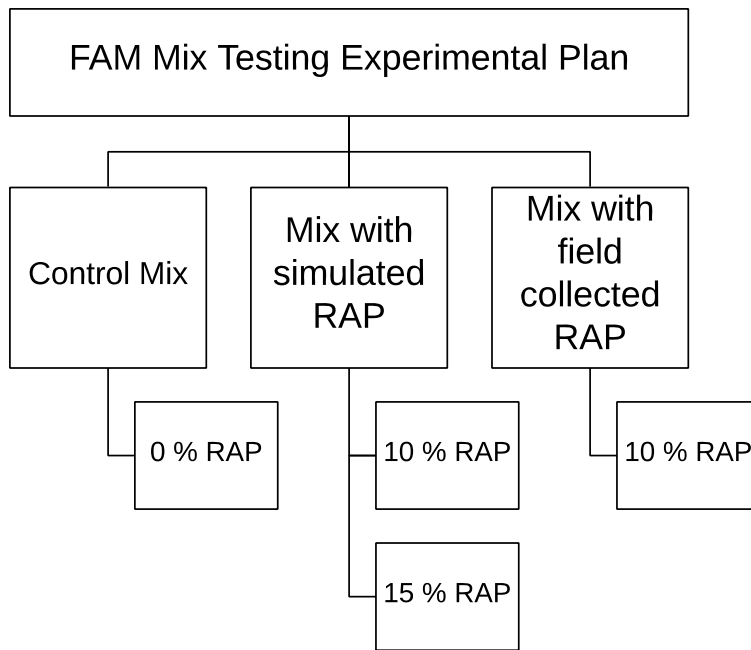 FAM Mix Testing Experimental Plan
Control Mix
Mix with
simulated
RAP
Mix with
field
collected
RAP
0 % RAP
10 % RAP
10 % RAP
15 % RAP